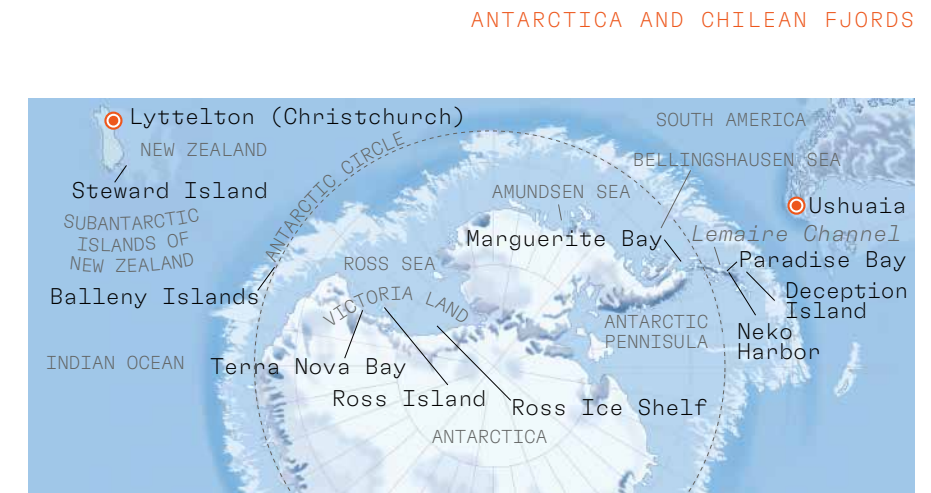 ANTARCTICA AND CHILEAN FJORDS
Lyttelton (Christchurch)
SOUTH AMERICA
NEW ZEALAND
ANTARCTIC CIRCLE
BELLINGSHAUSEN SEA
Steward Island
AMUNDSEN SEA
Ushuaia
SUBANTARCTIC
ISLANDS OF
NEW ZEALAND
Marguerite Bay
Lemaire Channel
ROSS SEA
Paradise Bay
Balleny Islands
VICTORIA LAND
Deception
Island
ANTARCTIC
PENNISULA
Neko
Harbor
INDIAN OCEAN
Terra Nova Bay
Ross Island
Ross Ice Shelf
ANTARCTICA